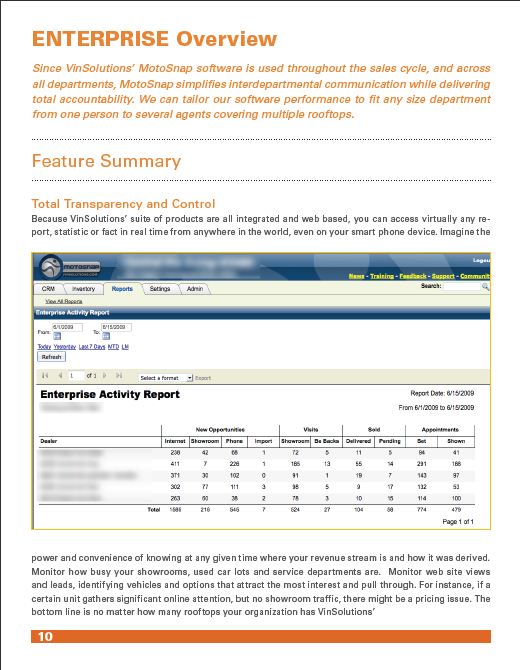 ENTERPRISE Overview
Since VinSolutions' MotoSnap software is used throughout the sales cycle, and across
all departments, MotoSnap simplifies interdepartmental communication while delivering
total accountability. We can tailor our software performance to fit any size department
from one person to several agents covering multiple rooftops.
Feature Summary
Total Transparency and Control
Because VinSolutions' suite of products are all integrated and web based, you can access virtually any re-
port, statistic or fact in real time from anywhere in the world, even on your smart phone device. Imagine the
MOTOSNAP
VINSOLUTIONS.COM
Logou
News - Training - Feedback - Support - Communit
CRM Inventory Reports Settings Admin Search:
View All Reports
Enterprise Activity Report
From: 6/1/2009 To: 6/15/2009
Today Yesterday Last 7 Days MTD LM
Refresh
1 of 1 Select a format Export
Enterprise Activity Report Report Date: 6/15/2009
From 6/1/2009 to 6/15/2009
New Opportunities Visits Sold Appointments
Dealer Internet Showroom Phone Import Showroom Be Backs Delivered Pending Set Shown
238 42 68 1 72 5 11 5 94 41
411 7 226 1 165 13 55 14 291 188
371 30 102 0 91 1 19 7 143 97
302 77 111 3 98 5 9 17 132 53
263 60 38 2 78 3 10 15 114 100
Total 1585 216 545 7 524 27 104 58 774 479
Page 1 of 1
power and convenience of knowing at any given time where your revenue stream is and how it was derived.
Monitor how busy your showrooms, used car lots and service departments are. Monitor web site views
and leads, identifying vehicles and options that attract the most interest and pull through. For instance, if a
certain unit gathers significant online attention, but no showroom traffic, there might be a pricing issue. The
bottom line is no matter how many rooftops your organization has VinSolutions'
10